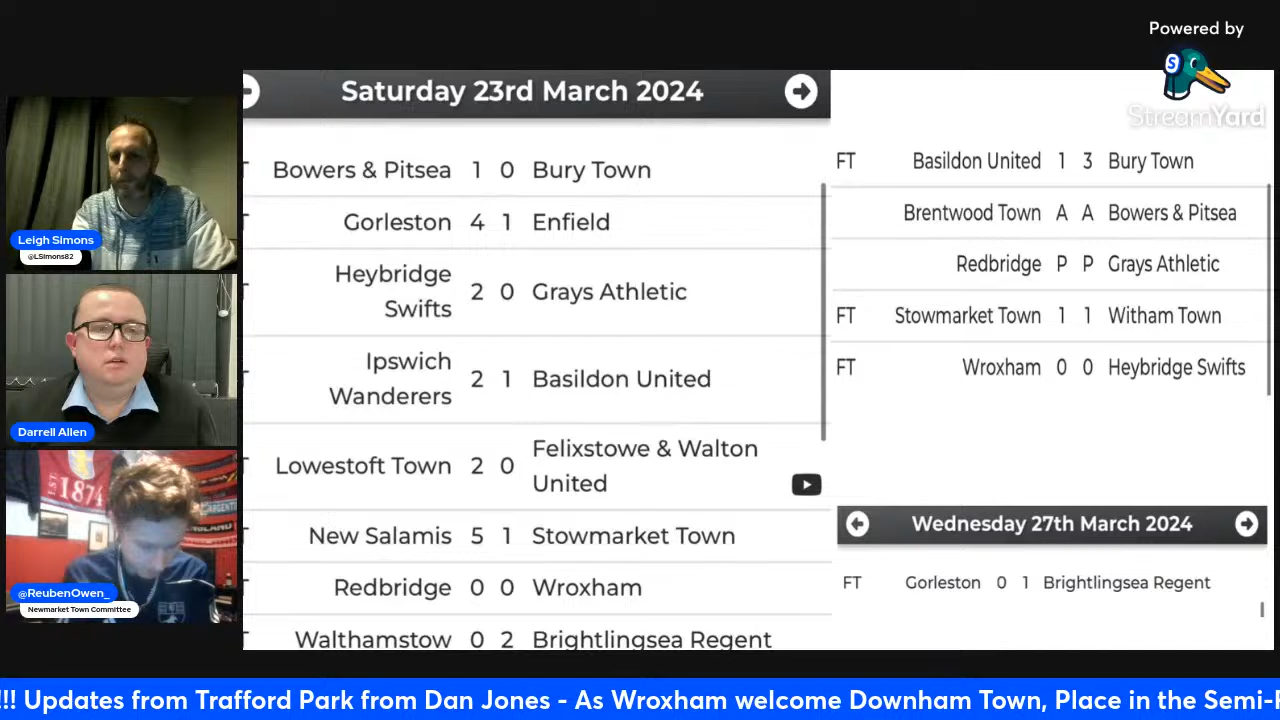 Powered by
StreamYard
Leigh Simons
@LSimons82
Darrell Allen
EST
1874
ENGLAND
@ReubenOwen_
Newmarket Town Committee
Saturday 23rd March 2024
Bowers & Pitsea 1 0 Bury Town
Gorleston 4 1 Enfield
Heybridge
Swifts 2 0 Grays Athletic
Ipswich
Wanderers 2 1 Basildon United
Lowestoft Town 2 0 Felixstowe & Walton
United
New Salamis 5 1 Stowmarket Town
Redbridge 0 0 Wroxham
Walthamstow 0 2 Brightlingsea Regent
FT Basildon United 1 3 Bury Town
Brentwood Town A A Bowers & Pitsea
Redbridge P P Grays Athletic
FT Stowmarket Town 1 1 Witham Town
FT Wroxham 0 0 Heybridge Swifts
Wednesday 27th March 2024
FT Gorleston 0 1 Brightlingsea Regent
!!! Updates from Trafford Park from Dan Jones - As Wroxham welcome Downham Town, Place in the Semi-